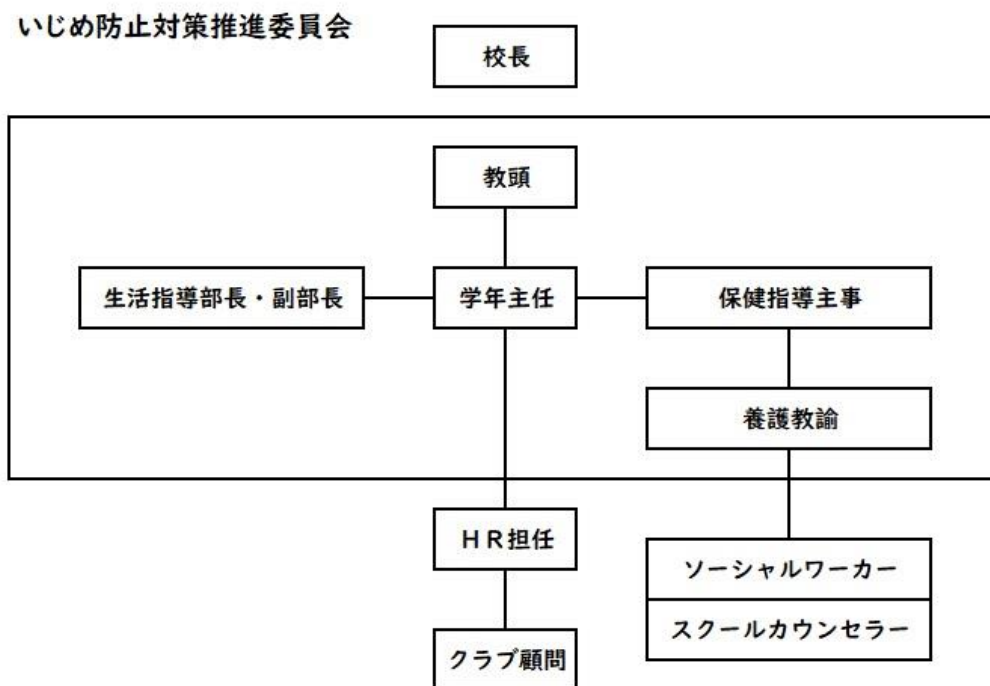 いじめ防止対策推進委員会
校長
教頭
生活指導部長・副部長
学年主任
保健指導主事
養護教諭
HR担任
ソーシャルワーカー
スクールカウンセラー
クラブ顧問